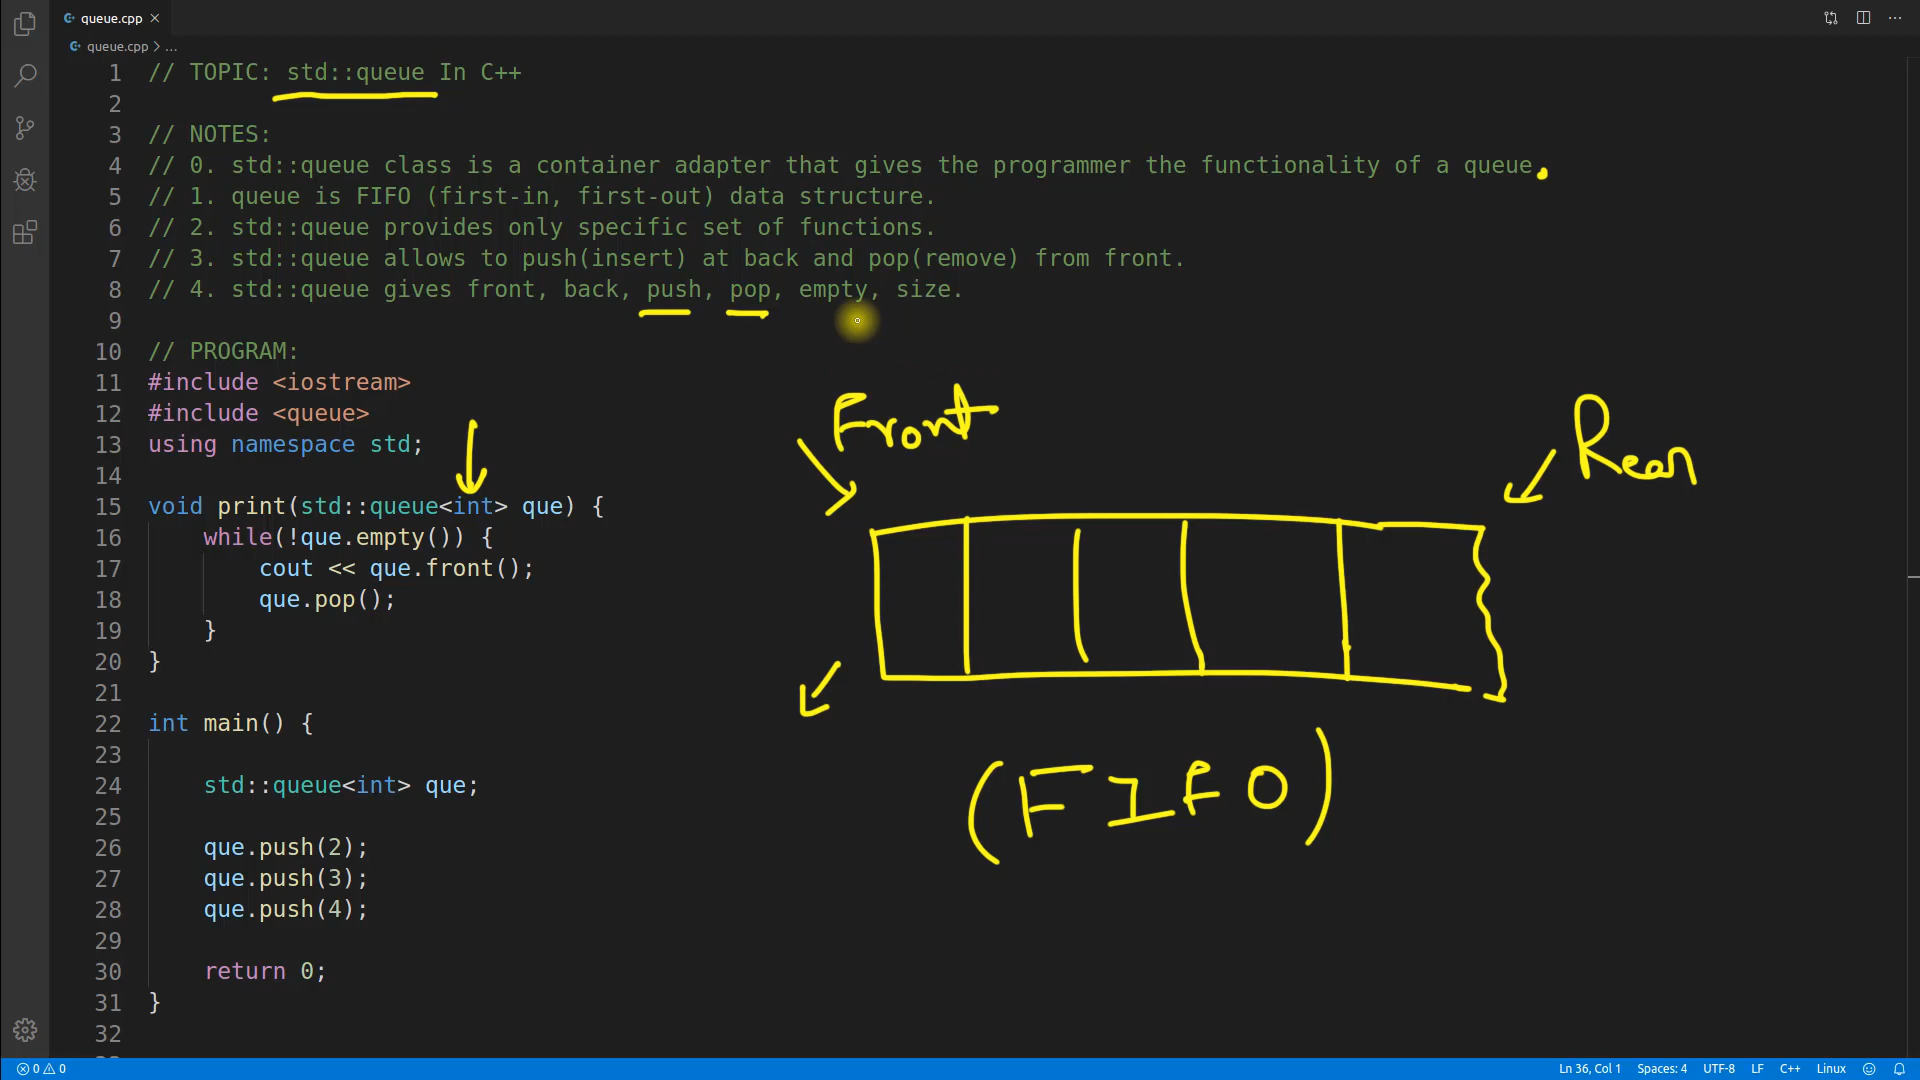 queue.cpp
queue.cpp > ...
1 // TOPIC: std::queue In C++
2
3 // NOTES:
4 // 0. std::queue class is a container adapter that gives the programmer the functionality of a queue.
5 // 1. queue is FIFO (first-in, first-out) data structure.
6 // 2. std::queue provides only specific set of functions.
7 // 3. std::queue allows to push(insert) at back and pop(remove) from front.
8 // 4. std::queue gives front, back, push, pop, empty, size.
9
10 // PROGRAM:
11 #include <iostream>
12 #include <queue>
13 using namespace std;
14
15 void print(std::queue<int> que) {
16     while(!que.empty()) {
17         cout << que.front();
18         que.pop();
19     }
20 }
21
22 int main() {
23
24     std::queue<int> que;
25
26     que.push(2);
27     que.push(3);
28     que.push(4);
29
30     return 0;
31 }
32
Front
Rear
(FIFO)
0 0
Ln 36, Col 1 Spaces: 4 UTF-8 LF C++ Linux